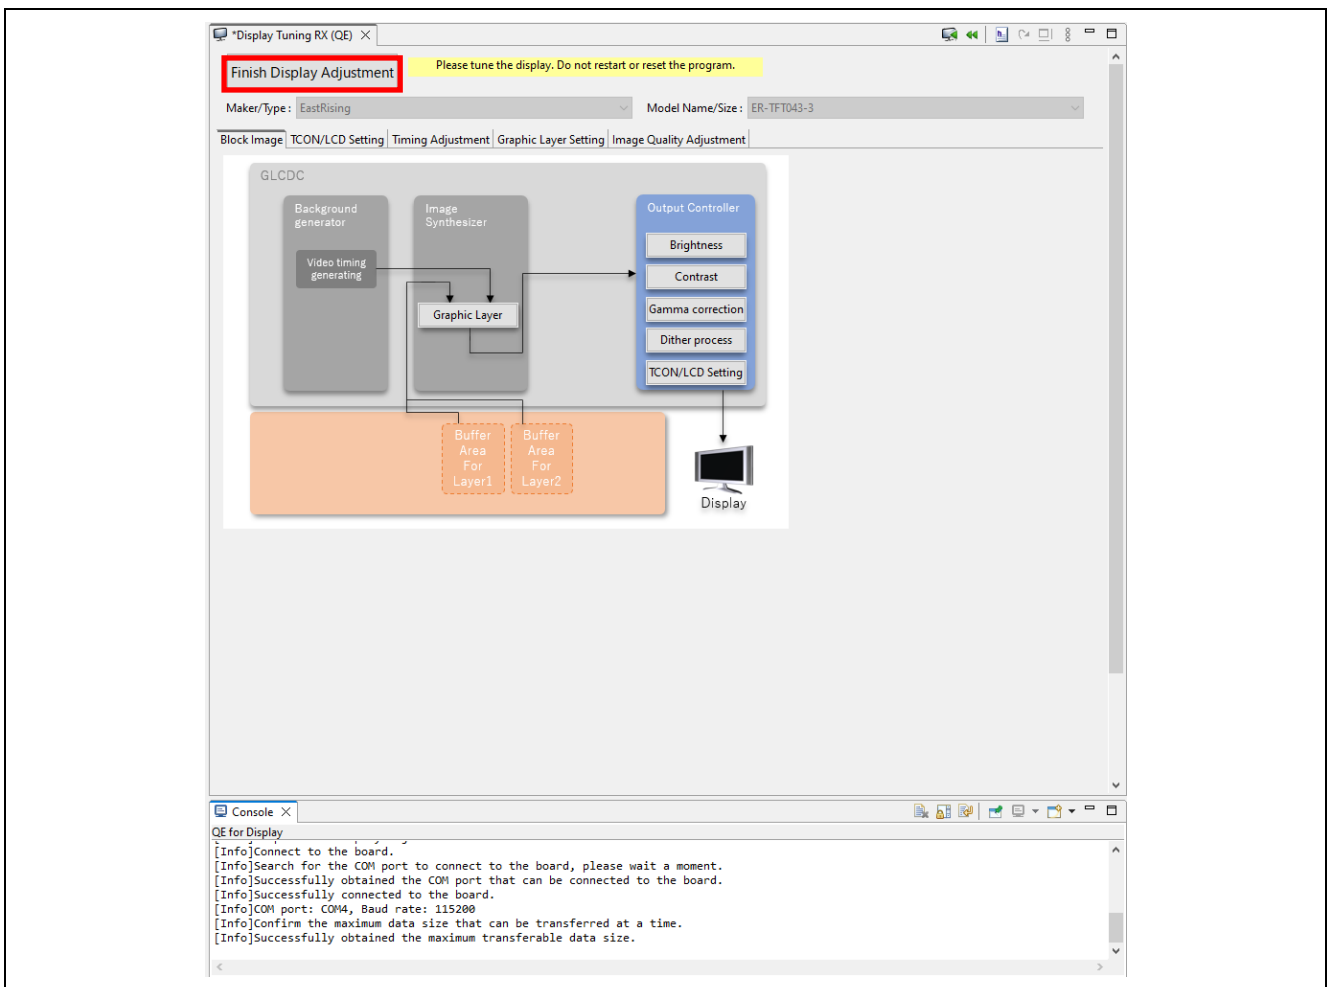 *Display Tuning RX (QE)
Finish Display Adjustment
Please tune the display. Do not restart or reset the program.
Maker/Type : EastRising
Model Name/Size : ER-TFT043-3
Block Image TCON/LCD Setting Timing Adjustment Graphic Layer Setting Image Quality Adjustment
GLCDC
Background
generator
Image
Synthesizer
Output Controller
Video timing
generating
Brightness
Contrast
Graphic Layer
Gamma correction
Dither process
TCON/LCD Setting
Buffer
Area
For
Layer1
Buffer
Area
For
Layer2
Display
Console
QE for Display
[Info]Connect to the board.
[Info]Search for the COM port to connect to the board, please wait a moment.
[Info]Successfully obtained the COM port that can be connected to the board.
[Info]Successfully connected to the board.
[Info]COM port: COM4, Baud rate: 115200
[Info]Confirm the maximum data size that can be transferred at a time.
[Info]Successfully obtained the maximum transferable data size.